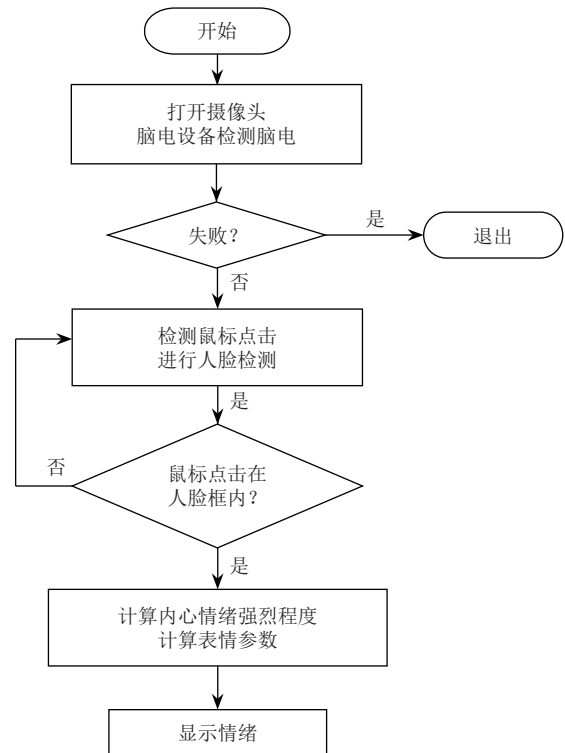 开始
打开摄像头
脑电设备检测脑电
失败?
是
退出
否
检测鼠标点击
进行人脸检测
是
否
鼠标点击在
人脸框内?
是
计算内心情绪强烈程度
计算表情参数
显示情绪